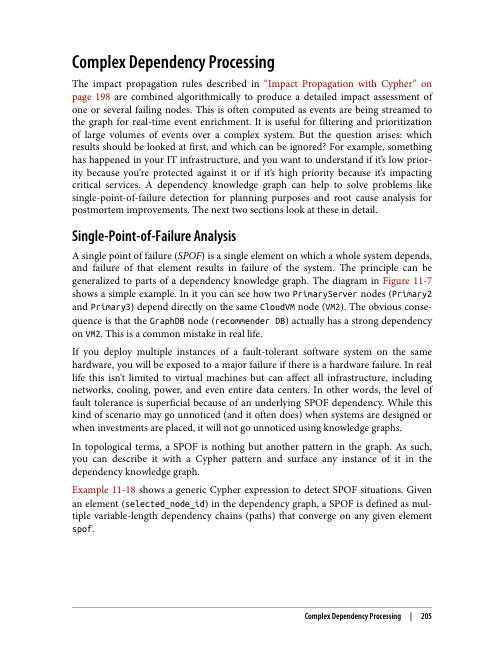 Complex Dependency Processing
The impact propagation rules described in “Impact Propagation with Cypher” on
page 198 are combined algorithmically to produce a detailed impact assessment of
one or several failing nodes. This is often computed as events are being streamed to
the graph for real-time event enrichment. It is useful for filtering and prioritization
of large volumes of events over a complex system. But the question arises: which
results should be looked at first, and which can be ignored? For example, something
has happened in your IT infrastructure, and you want to understand if it’s low prior-
ity because you’re protected against it or if it’s high priority because it’s impacting
critical services. A dependency knowledge graph can help to solve problems like
single-point-of-failure detection for planning purposes and root cause analysis for
postmortem improvements. The next two sections look at these in detail.
Single-Point-of-Failure Analysis
A single point of failure (SPOF) is a single element on which a whole system depends,
and failure of that element results in failure of the system. The principle can be
generalized to parts of a dependency knowledge graph. The diagram in Figure 11-7
shows a simple example. In it you can see how two PrimaryServer nodes (Primary2
and Primary3) depend directly on the same CloudVM node (VM2). The obvious conse-
quence is that the GraphDB node (recommender DB) actually has a strong dependency
on VM2. This is a common mistake in real life.
If you deploy multiple instances of a fault-tolerant software system on the same
hardware, you will be exposed to a major failure if there is a hardware failure. In real
life this isn’t limited to virtual machines but can affect all infrastructure, including
networks, cooling, power, and even entire data centers. In other words, the level of
fault tolerance is superficial because of an underlying SPOF dependency. While this
kind of scenario may go unnoticed (and it often does) when systems are designed or
when investments are placed, it will not go unnoticed using knowledge graphs.
In topological terms, a SPOF is nothing but another pattern in the graph. As such,
you can describe it with a Cypher pattern and surface any instance of it in the
dependency knowledge graph.
Example 11-18 shows a generic Cypher expression to detect SPOF situations. Given
an element (selected_node_id) in the dependency graph, a SPOF is defined as mul-
tiple variable-length dependency chains (paths) that converge on any given element
spof.
Complex Dependency Processing | 205